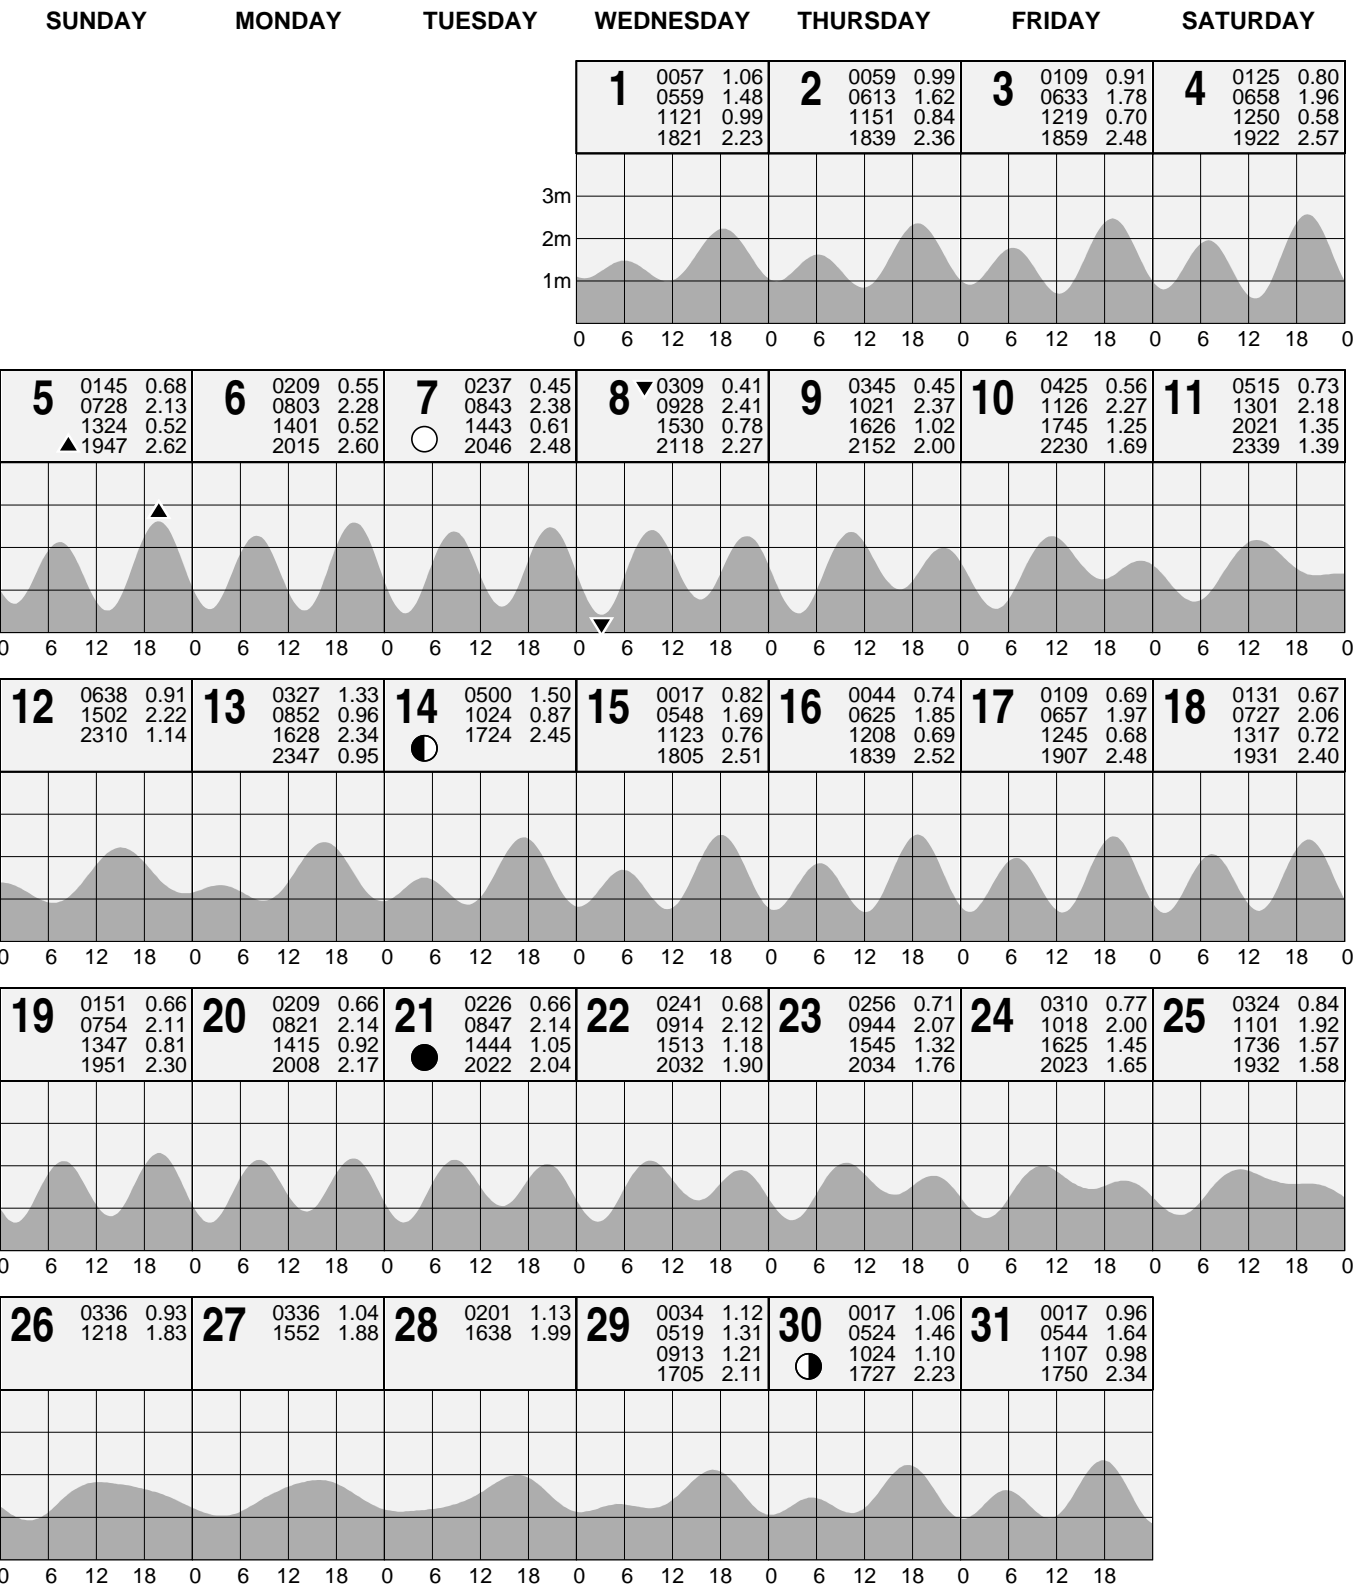 SUNDAY MONDAY TUESDAY WEDNESDAY THURSDAY FRIDAY SATURDAY
1 0057 1.06
0559 1.48
1121 0.99
1821 2.23
2 0059 0.99
0613 1.62
1151 0.84
1839 2.36
3 0109 0.91
0633 1.78
1219 0.70
1859 2.48
4 0125 0.80
0658 1.96
1250 0.58
1922 2.57
3m
2m
1m
0 6 12 18 0 6 12 18 0 6 12 18 0 6 12 18 0
5 0145 0.68
0728 2.13
1324 0.52
1947 2.62
6 0209 0.55
0803 2.28
1401 0.52
2015 2.60
7 0237 0.45
0843 2.38
1443 0.61
2046 2.48
8 0309 0.41
0928 2.41
1530 0.78
2118 2.27
9 0345 0.45
1021 2.37
1626 1.02
2152 2.00
10 0425 0.56
1126 2.27
1745 1.25
2230 1.69
11 0515 0.73
1301 2.18
2021 1.35
2339 1.39
0 6 12 18 0 6 12 18 0 6 12 18 0 6 12 18 0 6 12 18 0 6 12 18 0 6 12 18 0
12 0638 0.91
1502 2.22
2310 1.14
13 0327 1.33
0852 0.96
1628 2.34
2347 0.95
14 0500 1.50
1024 0.87
1724 2.45
15 0017 0.82
0548 1.69
1123 0.76
1805 2.51
16 0044 0.74
0625 1.85
1208 0.69
1839 2.52
17 0109 0.69
0657 1.97
1245 0.68
1907 2.48
18 0131 0.67
0727 2.06
1317 0.72
1931 2.40
0 6 12 18 0 6 12 18 0 6 12 18 0 6 12 18 0 6 12 18 0 6 12 18 0 6 12 18 0
19 0151 0.66
0754 2.11
1347 0.81
1951 2.30
20 0209 0.66
0821 2.14
1415 0.92
2008 2.17
21 0226 0.66
0847 2.14
1444 1.05
2022 2.04
22 0241 0.68
0914 2.12
1513 1.18
2032 1.90
23 0256 0.71
0944 2.07
1545 1.32
2034 1.76
24 0310 0.77
1018 2.00
1625 1.45
2023 1.65
25 0324 0.84
1101 1.92
1736 1.57
1932 1.58
0 6 12 18 0 6 12 18 0 6 12 18 0 6 12 18 0 6 12 18 0 6 12 18 0 6 12 18 0
26 0336 0.93
1218 1.83
27 0336 1.04
1552 1.88
28 0201 1.13
1638 1.99
29 0034 1.12
0519 1.31
0913 1.21
1705 2.11
30 0017 1.06
0524 1.46
1024 1.10
1727 2.23
31 0017 0.96
0544 1.64
1107 0.98
1750 2.34
0 6 12 18 0 6 12 18 0 6 12 18 0 6 12 18 0 6 12 18 0 6 12 18